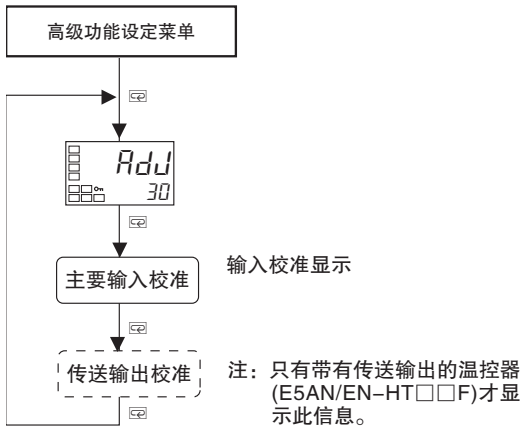 高级功能设定菜单
AdJ
30
主要输入校准
输入校准显示
传送输出校准
注：只有带有传送输出的温控器
(E5AN/EN−HT□□F)才显
示此信息。